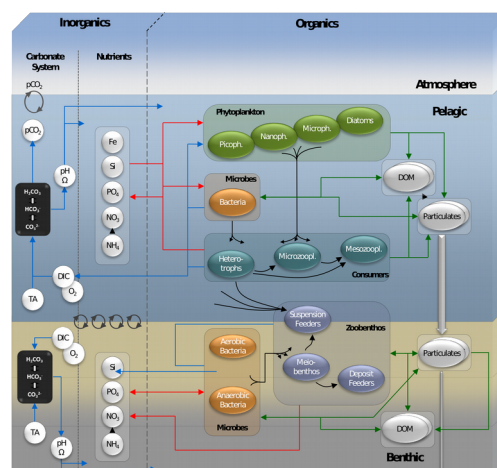 Inorganics
Organics
Carbonate
System
Nutrients
pCO₂
Atmosphere
Pelagic
pCO₂
Phytoplankton
Picoph.
Nanoph.
Microph.
Diatoms
Fe
Si
PO₄
NO₃
NH₄
pH
Ω
H₂CO₃
HCO₃⁻
CO₃²⁻
Microbes
Bacteria
DOM
Particulates
Hetero-
trophs
Microzoopl.
Mesozoopl.
Consumers
DIC
O₂
TA
Suspension
Feeders
Zoobenthos
Meio-
benthos
Deposit
Feeders
Aerobic
Bacteria
Anaerobic
Bacteria
Microbes
DIC
O₂
H₂CO₃
HCO₃⁻
CO₃²⁻
TA
pH
Ω
Si
PO₄
NO₃
NH₄
Particulates
DOM
Benthic